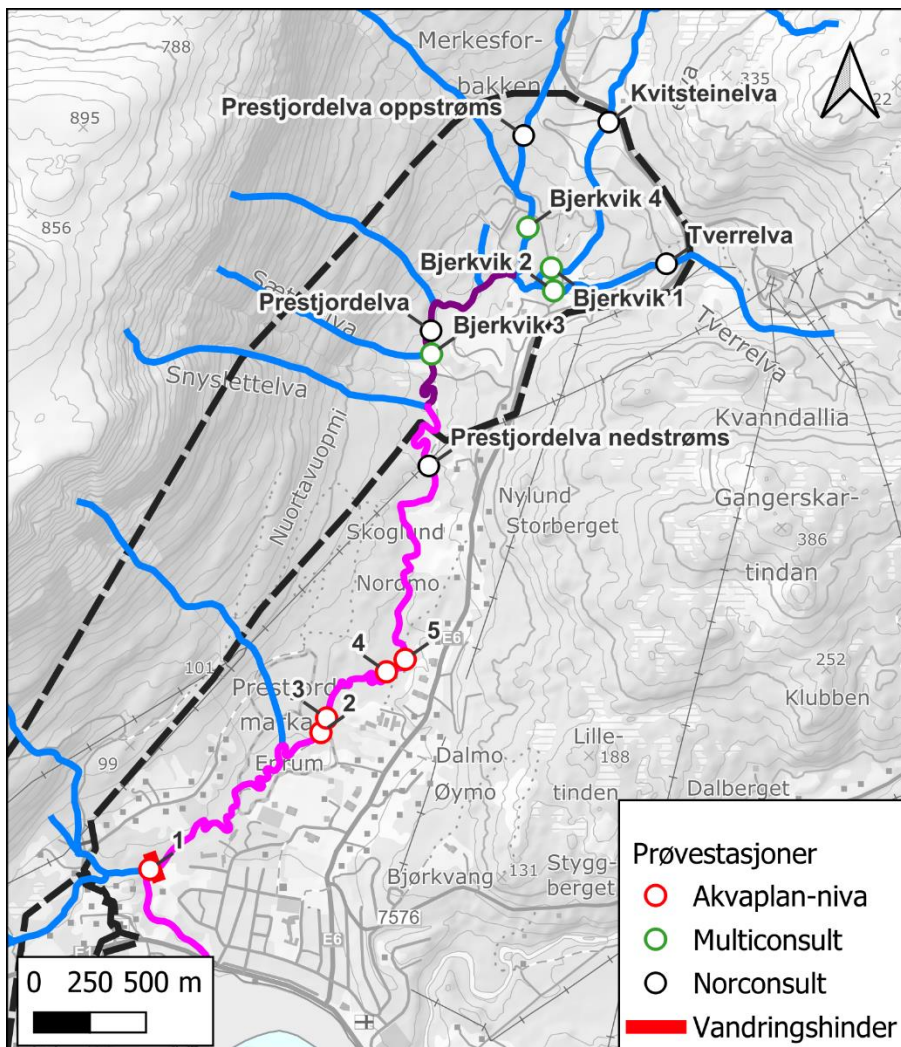 788
Merkesfor-
bakken
335
Prestjordelva oppstrøms
Kvitsteinelva
22
elva
895
Bjerkvik 4
856
Tverrelva
Bjerkvik 2
Bjerkvik 1
Prestjordelva
Bjerkvik 3
Tverrelva
Snyslettelva
Kvanndallia
Nuortavuopmi
Prestjordelva nedstrøms
Nylund
Storberget
Gangerskar-
tindan
386
Skoglund
Nordmo
5
E6
4
101
252
Klubben
Prestjord
marka
3
2
Enrum
99
Dalmo
Øymo
Lille-
tinden
188
Dalberget
1
Bjørkvang
131
Stygg-
berget
7576
E6
0 250 500 m
Prøvestasjoner
Akvaplan-niva
Multiconsult
Norconsult
Vandringshinder